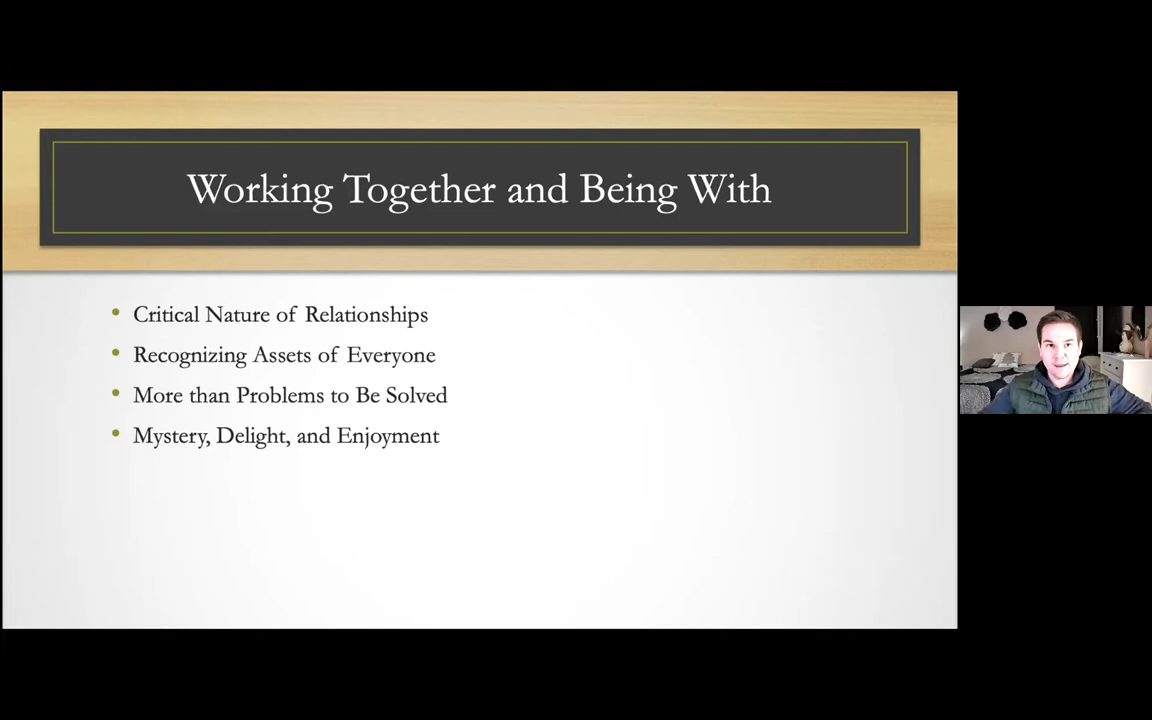 Working Together and Being With
Critical Nature of Relationships
Recognizing Assets of Everyone
More than Problems to Be Solved
Mystery, Delight, and Enjoyment